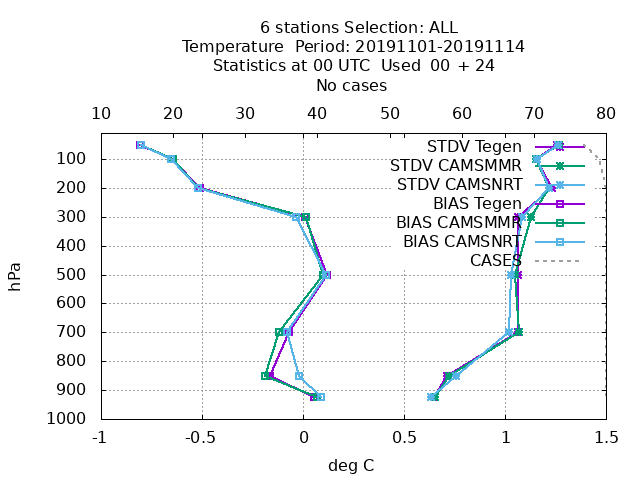 6 stations Selection: ALL
Temperature  Period: 20191101-20191114
Statistics at 00 UTC  Used  00 + 24
No cases
10 20 30 40 50 60 70 80
STDV Tegen
STDV CAMSMMR
STDV CAMSNRT
BIAS Tegen
BIAS CAMSMMR
BIAS CAMSNRT
CASES
100
200
300
400
500
600
700
800
900
1000
hPa
-1 -0.5 0 0.5 1 1.5
deg C